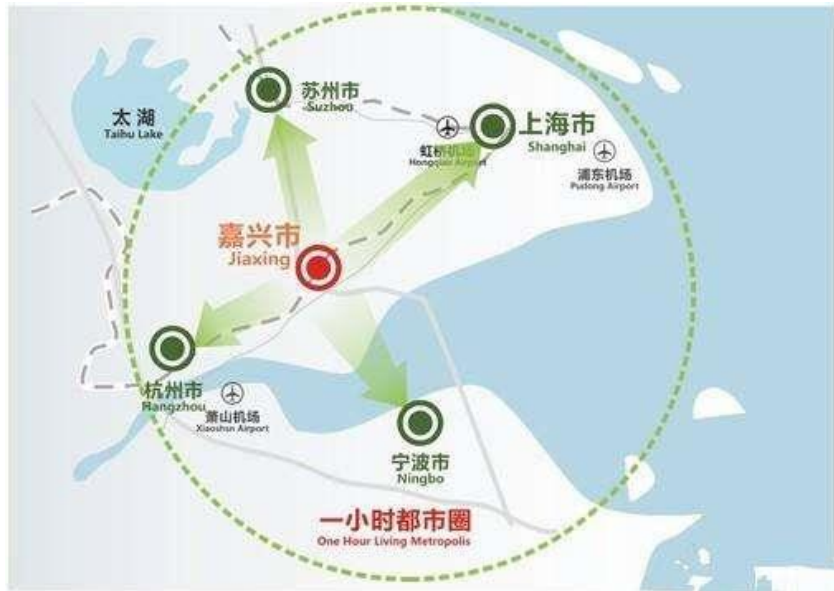 苏州市
Suzhou
太湖
Taihu Lake
上海市
Shanghai
虹桥机场
Hongqiao Airport
浦东机场
Pudong Airport
嘉兴市
Jiaxing
杭州市
Hangzhou
萧山机场
Xiaoshan Airport
宁波市
Ningbo
一小时都市圈
One Hour Living Metropolis